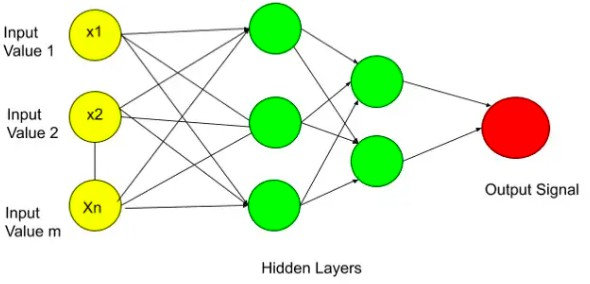 Input
Value 1
x1
Input
Value 2
x2
Input
Value m
Xn
Output Signal
Hidden Layers